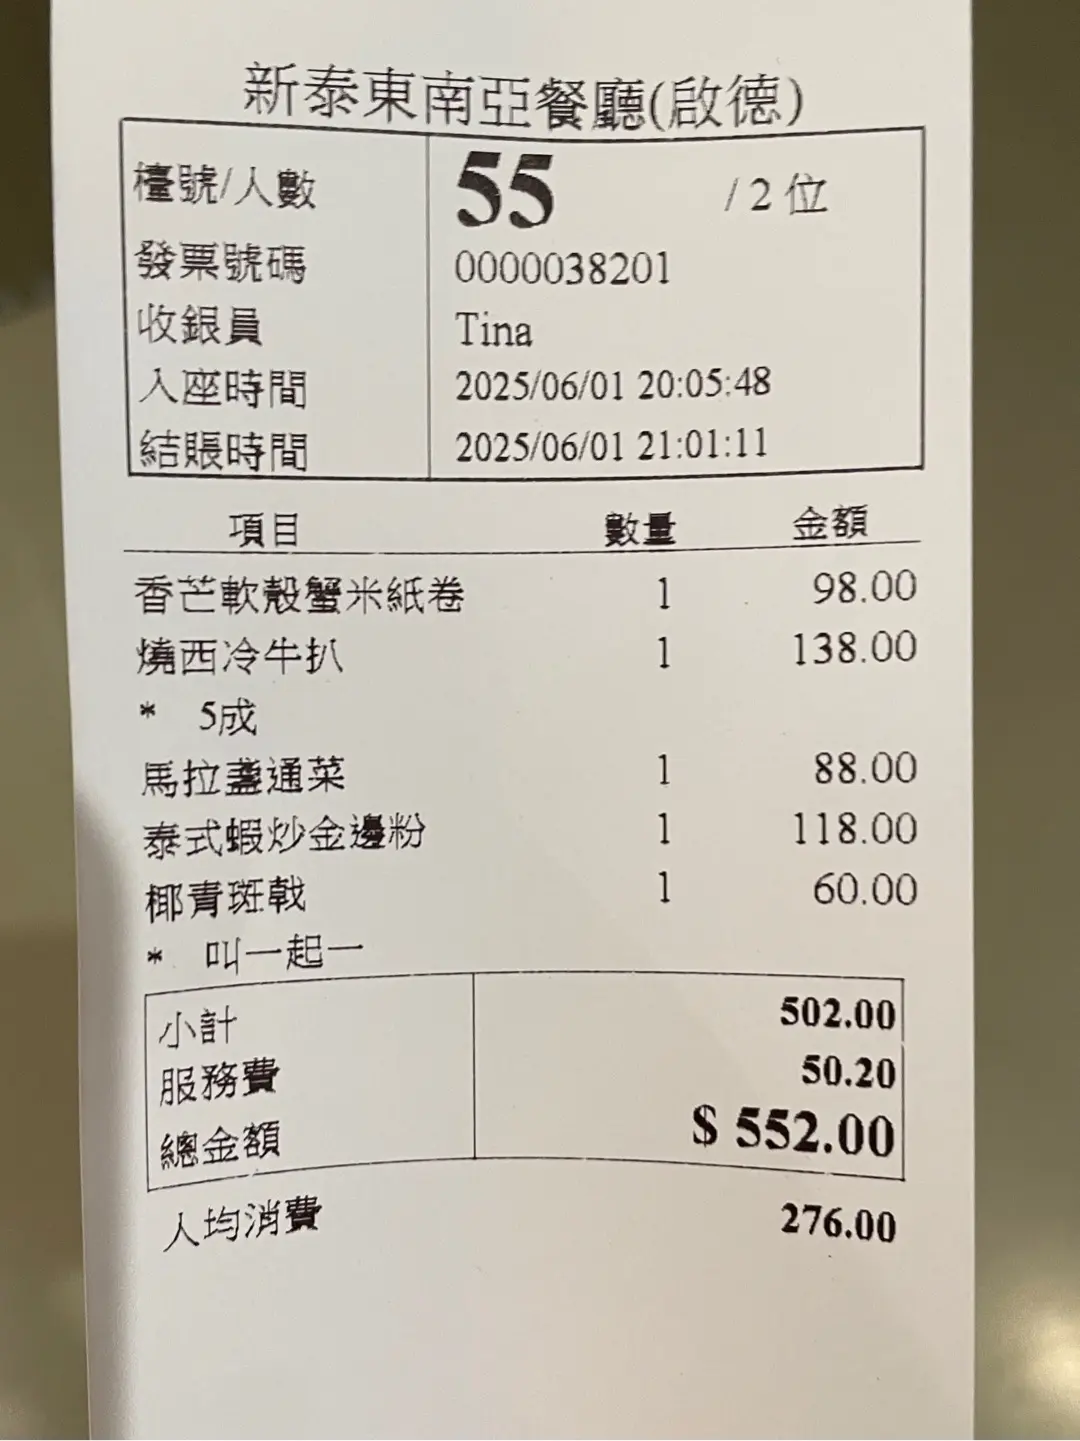 新泰東南亞餐廳(啟德)
檯號/人數 55 / 2 位
發票號碼 0000038201
收銀員 Tina
入座時間 2025/06/01 20:05:48
結賬時間 2025/06/01 21:01:11
項目 數量 金額
香芒軟殼蟹米紙卷 1 98.00
燒西冷牛扒 1 138.00
* 5成
馬拉盞通菜 1 88.00
泰式蝦炒金邊粉 1 118.00
椰青斑戟 1 60.00
* 叫一起一
小計 502.00
服務費 50.20
總金額 $ 552.00
人均消費 276.00